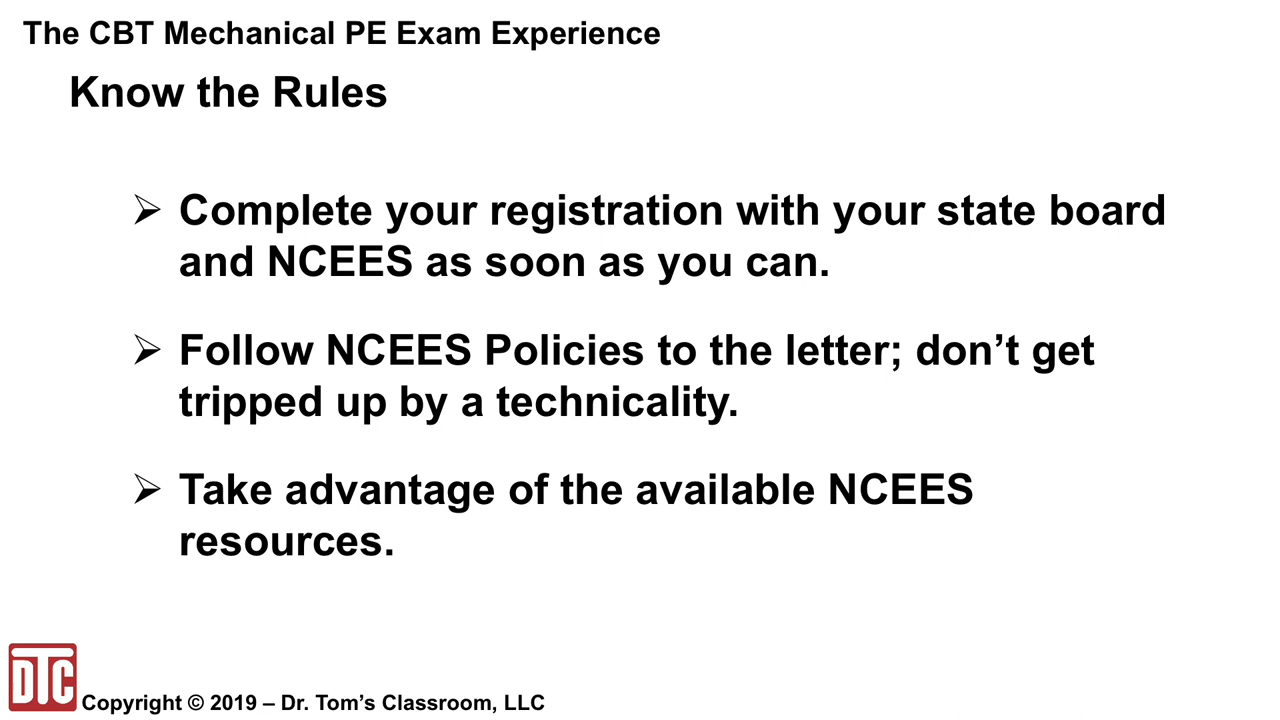 The CBT Mechanical PE Exam Experience
Know the Rules
➢ Complete your registration with your state board
and NCEES as soon as you can.
➢ Follow NCEES Policies to the letter; don’t get
tripped up by a technicality.
➢ Take advantage of the available NCEES
resources.
DTC
Copyright © 2019 – Dr. Tom’s Classroom, LLC